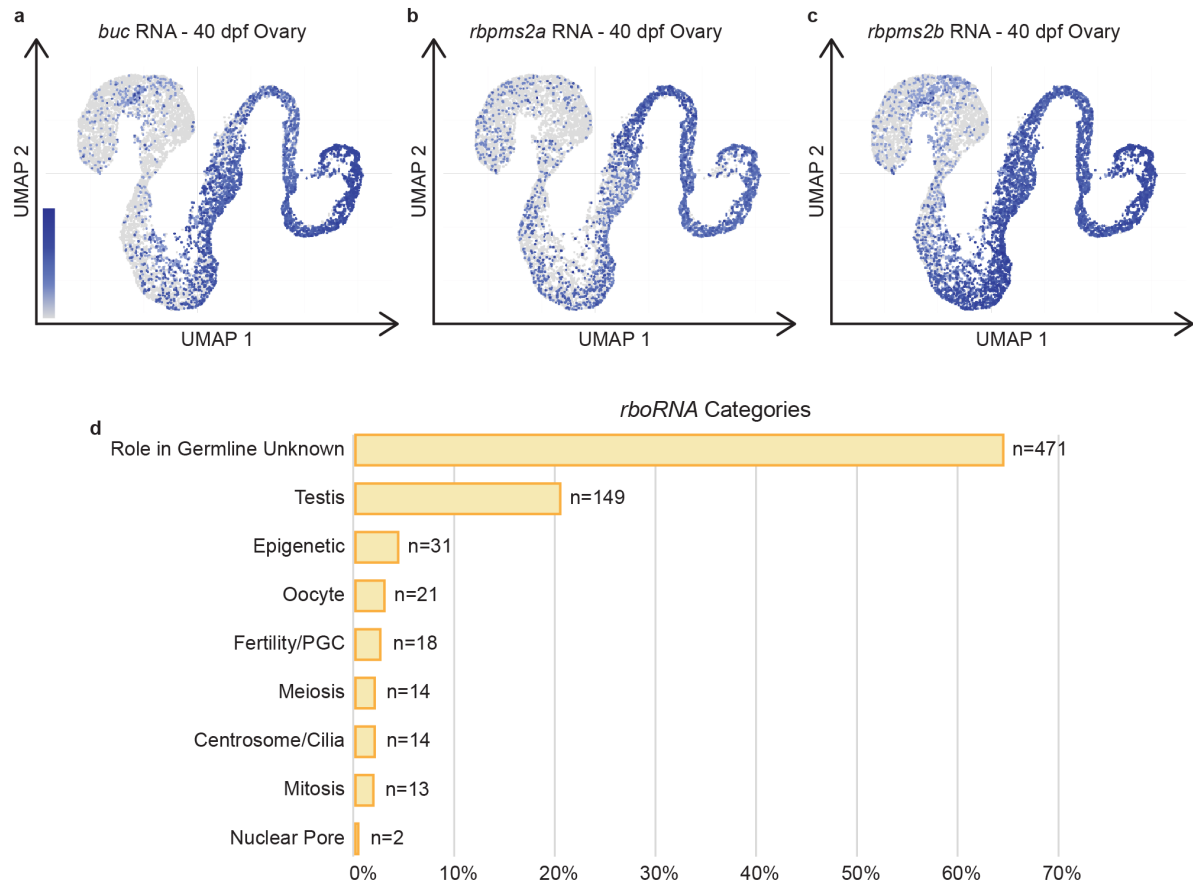 a
buc RNA - 40 dpf Ovary
UMAP 2
UMAP 1
b
rbpms2a RNA - 40 dpf Ovary
UMAP 2
UMAP 1
c
rbpms2b RNA - 40 dpf Ovary
UMAP 2
UMAP 1
d
rboRNA Categories
Role in Germline Unknown n=471
Testis n=149
Epigenetic n=31
Oocyte n=21
Fertility/PGC n=18
Meiosis n=14
Centrosome/Cilia n=14
Mitosis n=13
Nuclear Pore n=2
0% 10% 20% 30% 40% 50% 60% 70%